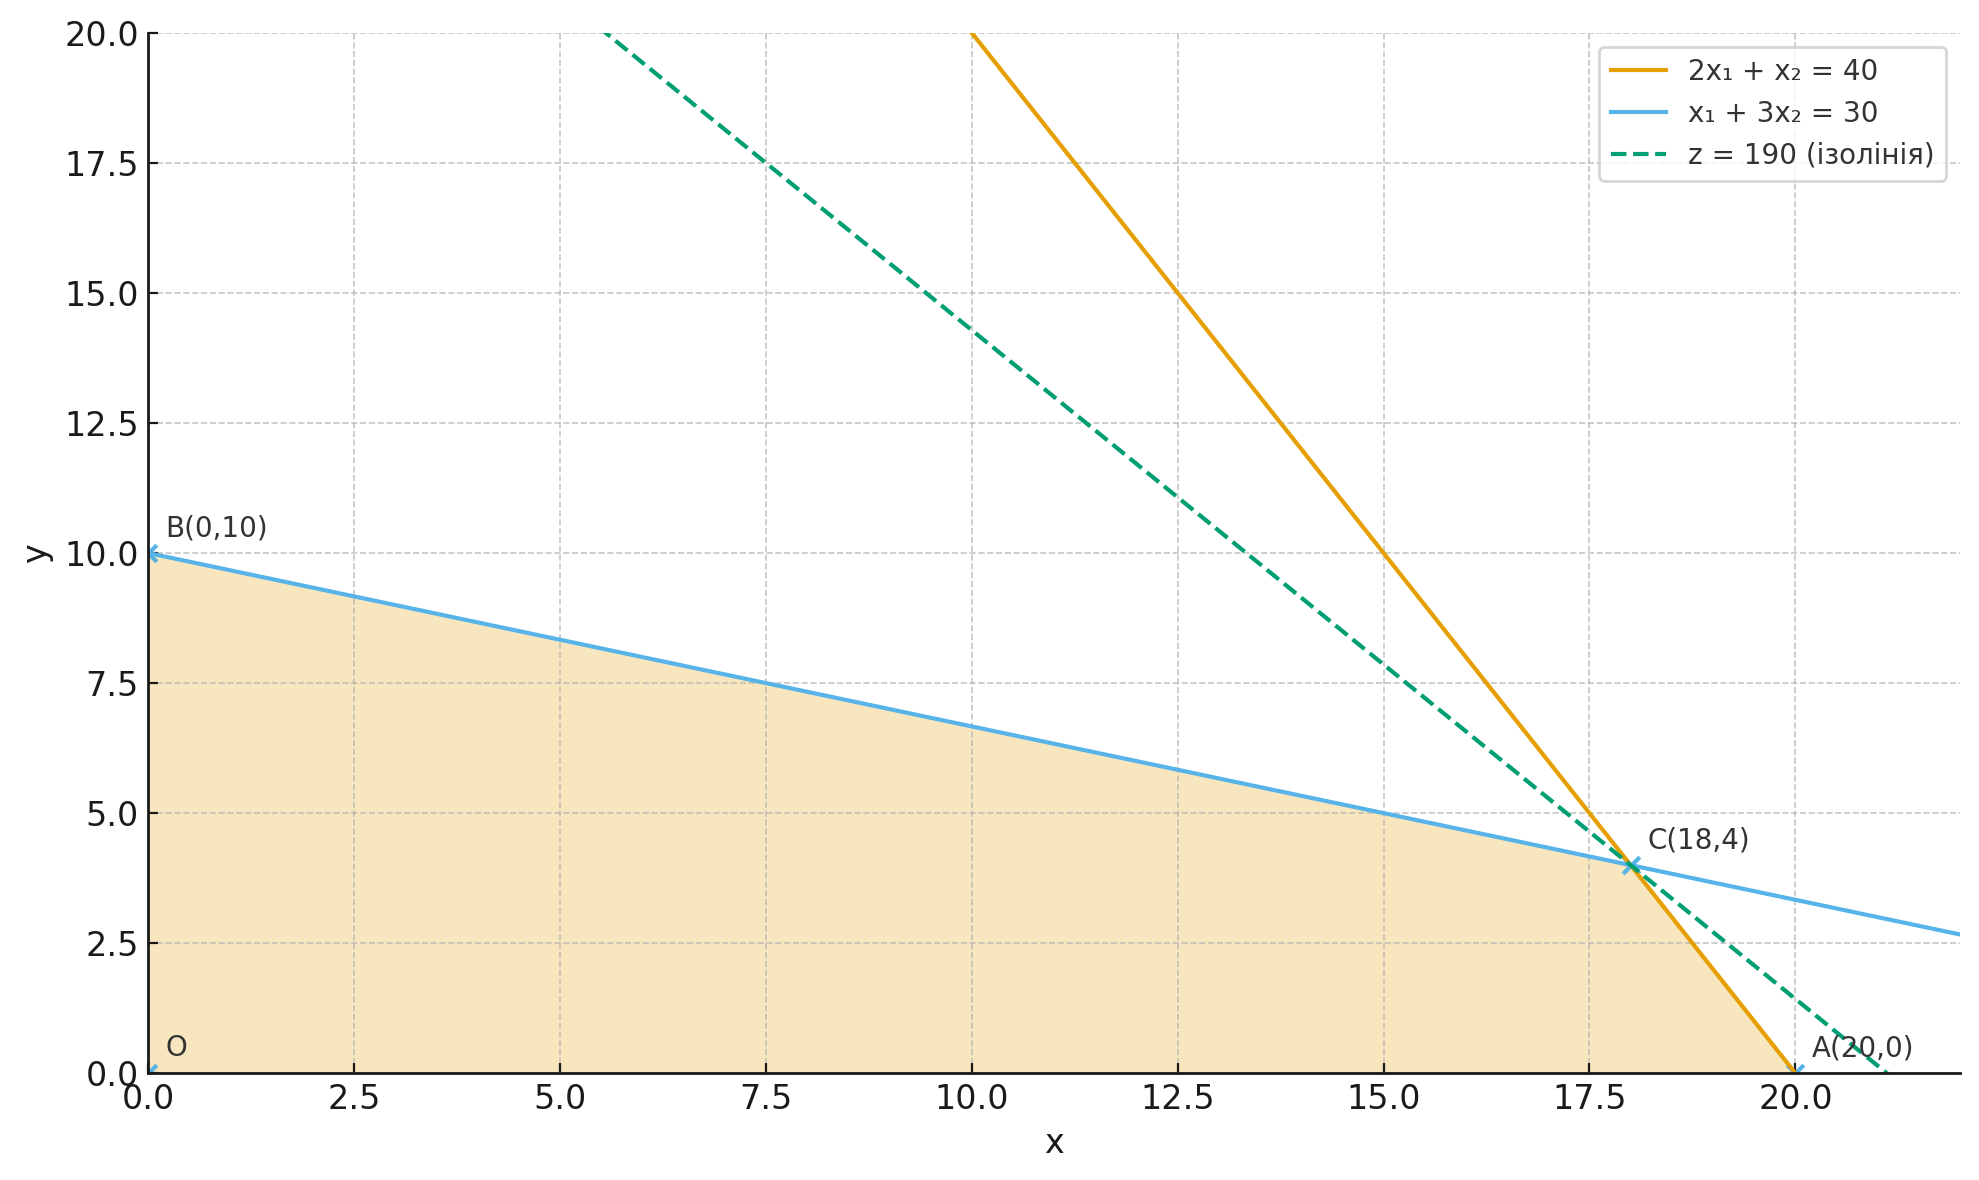 20.0
17.5
15.0
12.5
10.0
7.5
5.0
2.5
0.0
y
2x₁ + x₂ = 40
x₁ + 3x₂ = 30
z = 190 (ізолінія)
B(0,10)
C(18,4)
O
A(20,0)
0.0 2.5 5.0 7.5 10.0 12.5 15.0 17.5 20.0
x